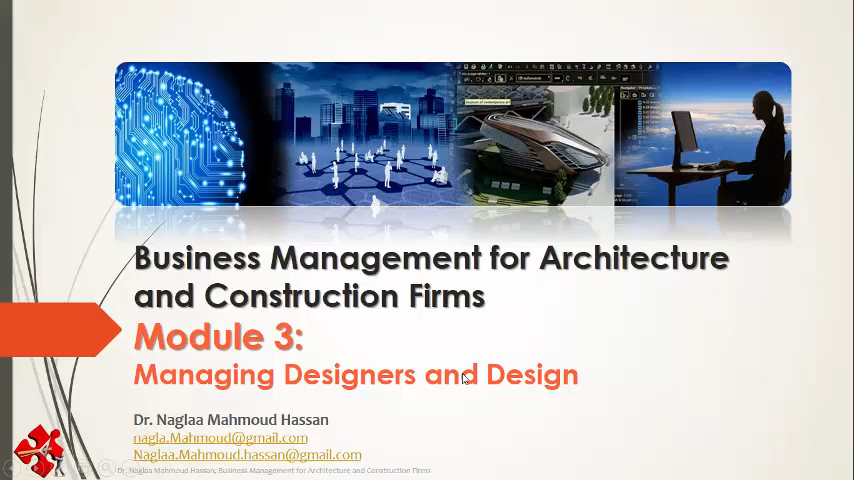 Business Management for Architecture
and Construction Firms
Module 3:
Managing Designers and Design
Dr. Naglaa Mahmoud Hassan
nagla.Mahmoud@gmail.com
Naglaa.Mahmoud.hassan@gmail.com
Dr. Naglaa Mahmoud Hassan, Business Management for Architecture and Construction Firms